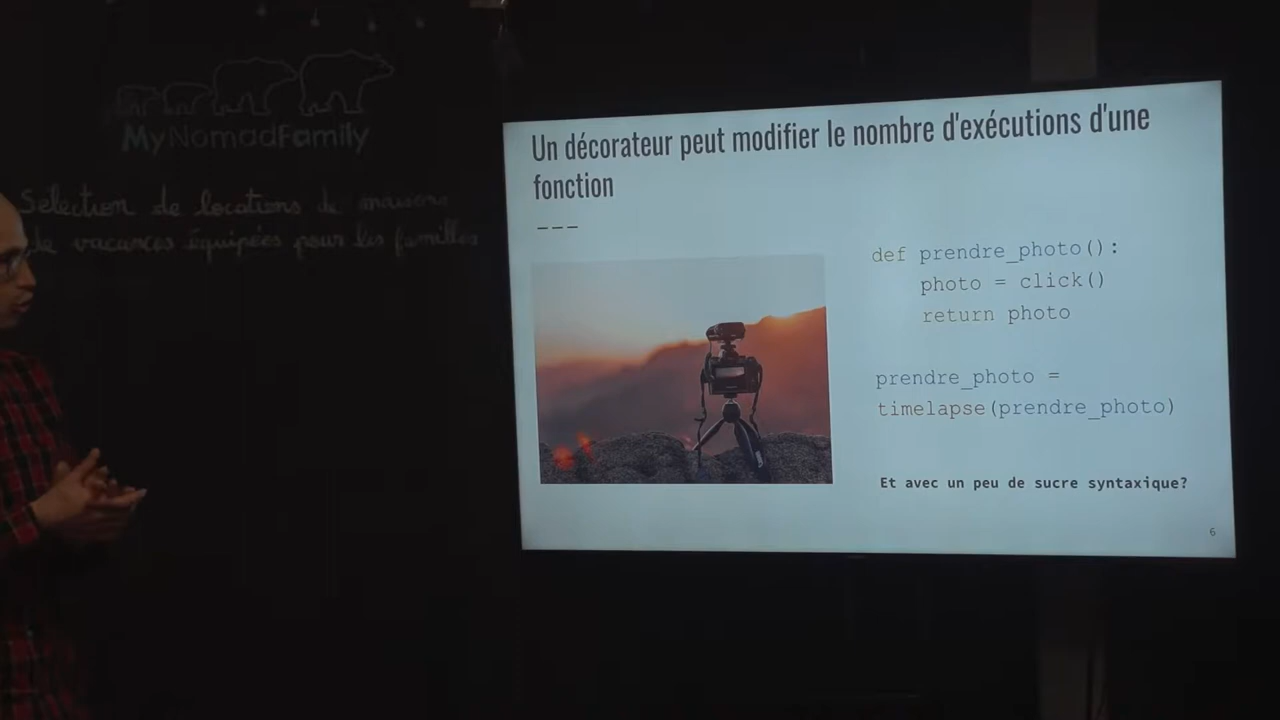 MyNomadFamily
Sélection de locations de maisons
de vacances équipées pour les familles
Un décorateur peut modifier le nombre d'exécutions d'une
fonction
---
def prendre_photo():
photo = click()
return photo
prendre_photo =
timelapse(prendre_photo)
Et avec un peu de sucre syntaxique?
6